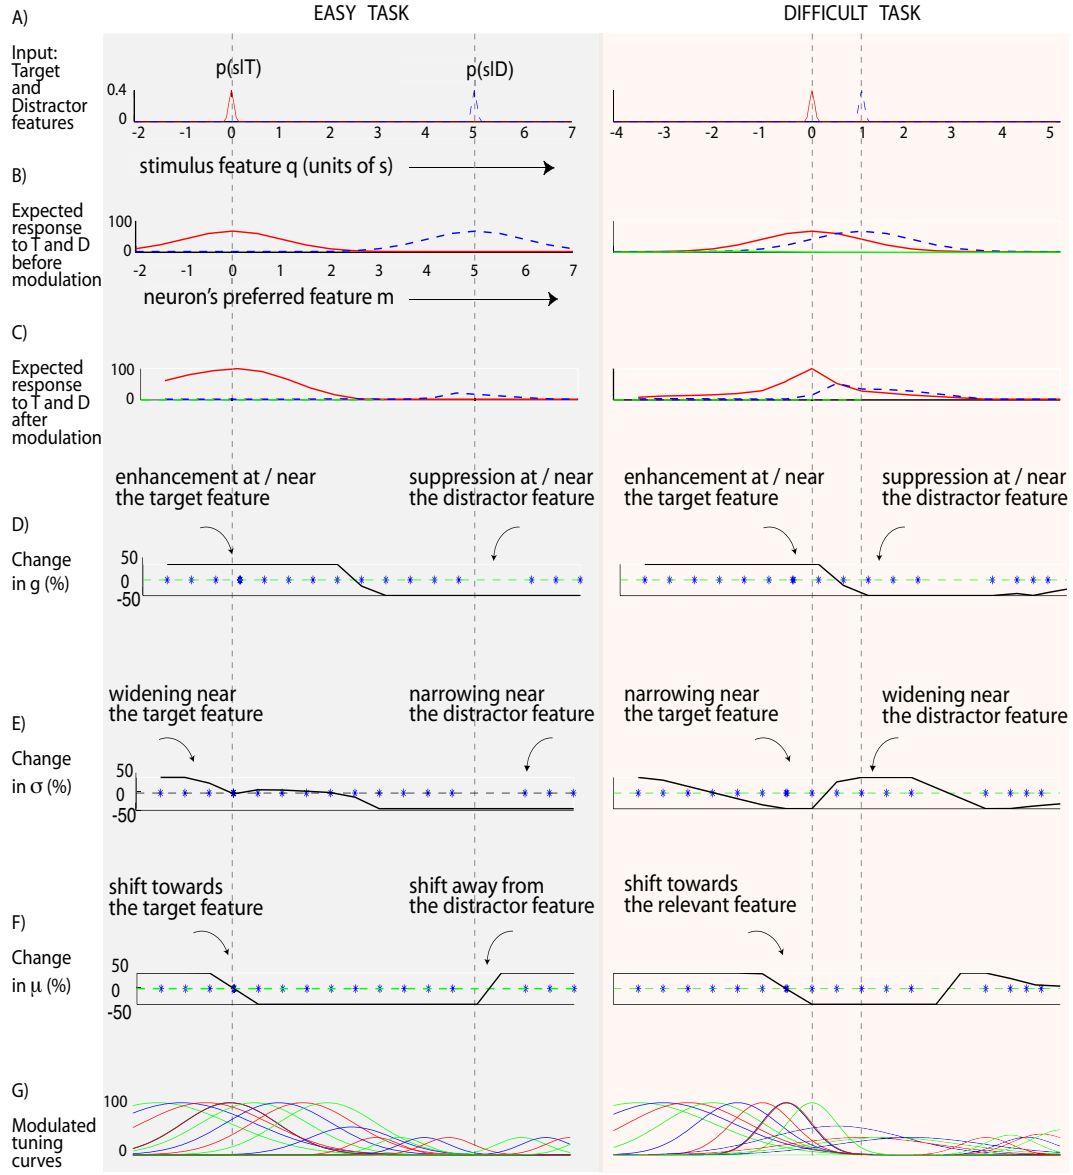 EASY TASK
DIFFICULT TASK
A)
Input:
Target
and
Distractor
features
p(s|T)
p(s|D)
0.4
0
-2 -1 0 1 2 3 4 5 6 7
-4 -3 -2 -1 0 1 2 3 4 5
stimulus feature q (units of s)
B)
Expected
response
to T and D
before
modulation
100
0
-2 -1 0 1 2 3 4 5 6 7
neuron's preferred feature m
C)
Expected
response
to T and D
after
modulation
100
0
enhancement at / near
the target feature
suppression at / near
the distractor feature
enhancement at / near
the target feature
suppression at / near
the distractor feature
D)
Change
in g (%)
50
0
-50
widening near
the target feature
narrowing near
the distractor feature
narrowing near
the target feature
widening near
the distractor feature
E)
Change
in σ (%)
50
0
-50
shift towards
the target feature
shift away from
the distractor feature
shift towards
the relevant feature
F)
Change
in μ (%)
50
0
-50
G)
Modulated
tuning
curves
100
0